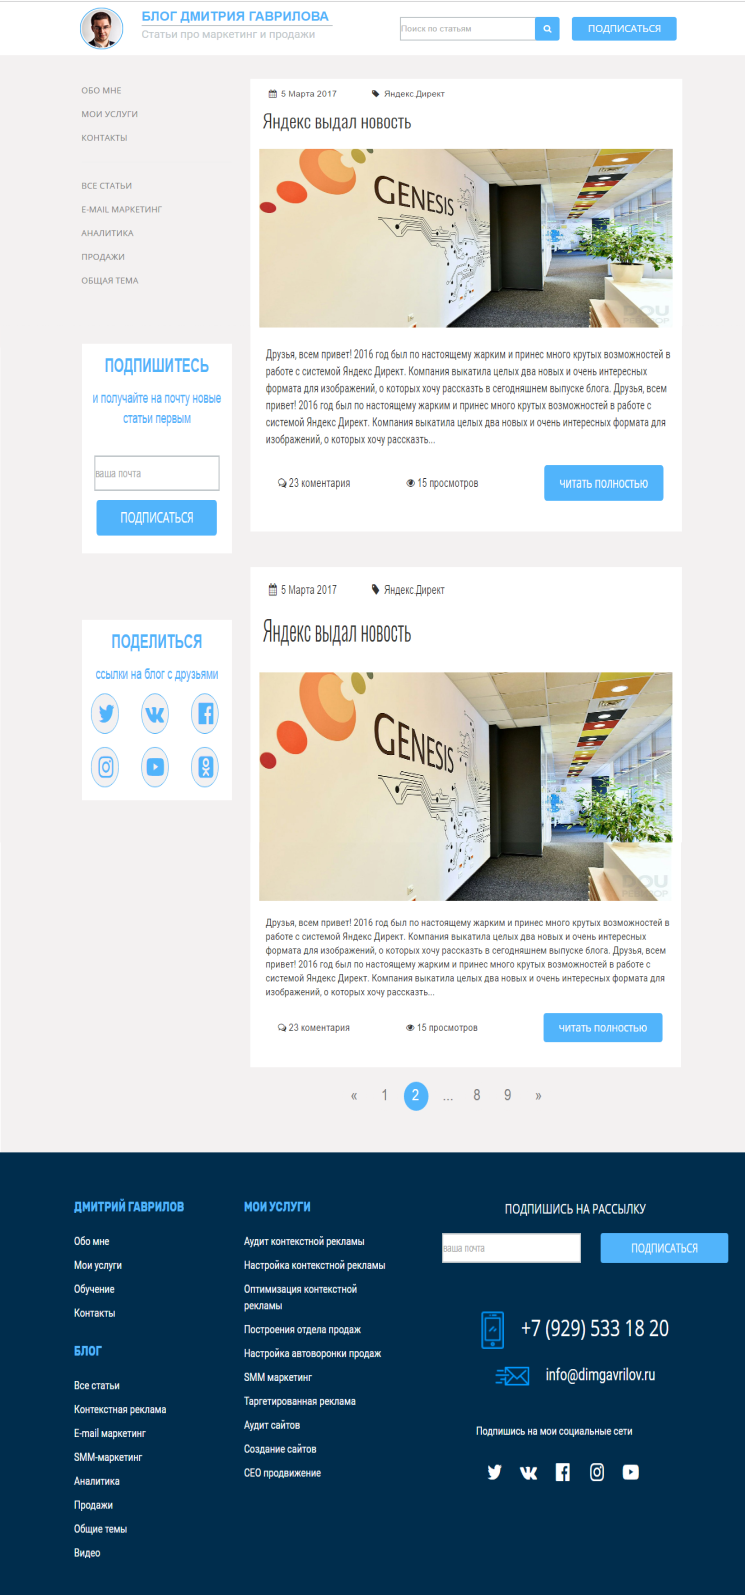 БЛОГ ДМИТРИЯ ГАВРИЛОВА
Статьи про маркетинг и продажи
Поиск по статьям
ПОДПИСАТЬСЯ
ОБО МНЕ
МОИ УСЛУГИ
КОНТАКТЫ
ВСЕ СТАТЬИ
E-MAIL МАРКЕТИНГ
АНАЛИТИКА
ПРОДАЖИ
ОБЩАЯ ТЕМА
ПОДПИШИТЕСЬ
и получайте на почту новые
статьи первым
ваша почта
ПОДПИСАТЬСЯ
ПОДЕЛИТЬСЯ
ссылки на блог с друзьями
5 Марта 2017
Яндекс.Директ
Яндекс выдал новость
GENESIS
DOU
Друзья, всем привет! 2016 год был по настоящему жарким и принес много крутых возможностей в
работе с системой Яндекс Директ. Компания выкатила целых два новых и очень интересных
формата для изображений, о которых хочу рассказть в сегодняшнем выпуске блога. Друзья, всем
привет! 2016 год был по настоящему жарким и принес много крутых возможностей в работе с
системой Яндекс Директ. Компания выкатила целых два новых и очень интересных формата для
изображений, о которых хочу рассказть...
23 коментария
15 просмотров
читать полностью
5 Марта 2017
Яндекс.Директ
Яндекс выдал новость
GENESIS
DOU
Друзья, всем привет! 2016 год был по настоящему жарким и принес много крутых возможностей в
работе с системой Яндекс Директ. Компания выкатила целых два новых и очень интересных
формата для изображений, о которых хочу рассказть в сегодняшнем выпуске блога. Друзья, всем
привет! 2016 год был по настоящему жарким и принес много крутых возможностей в работе с
системой Яндекс Директ. Компания выкатила целых два новых и очень интересных формата для
изображений, о которых хочу рассказть...
23 коментария
15 просмотров
читать полностью
« 1 2 ... 8 9 »
ДМИТРИЙ ГАВРИЛОВ
Обо мне
Мои услуги
Обучение
Контакты
БЛОГ
Все статьи
Контекстная реклама
E-mail маркетинг
SMM-маркетинг
Аналитика
Продажи
Общие темы
Видео
МОИ УСЛУГИ
Аудит контекстной рекламы
Настройка контекстной рекламы
Оптимизация контекстной
рекламы
Построения отдела продаж
Настройка автоворонки продаж
SMM маркетинг
Таргетированная реклама
Аудит сайтов
Создание сайтов
СЕО продвижение
ПОДПИШИСЬ НА РАССЫЛКУ
ваша почта
ПОДПИСАТЬСЯ
+7 (929) 533 18 20
info@dimgavrilov.ru
Подпишись на мои социальные сети